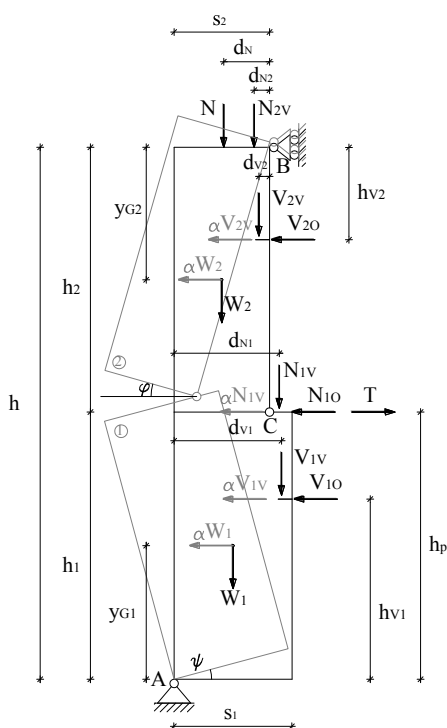 s2
dN
dN2
N N2V
B
dV2
V2V
yG2
hV2
αV2V V2O
αW2
h2
W2
dN1
②
N1V
h
φ
αN1V N1O T
①
C
dV1
V1V
αV1V V1O
αW1
h1
hp
W1
yG1
hV1
A
ψ
s1